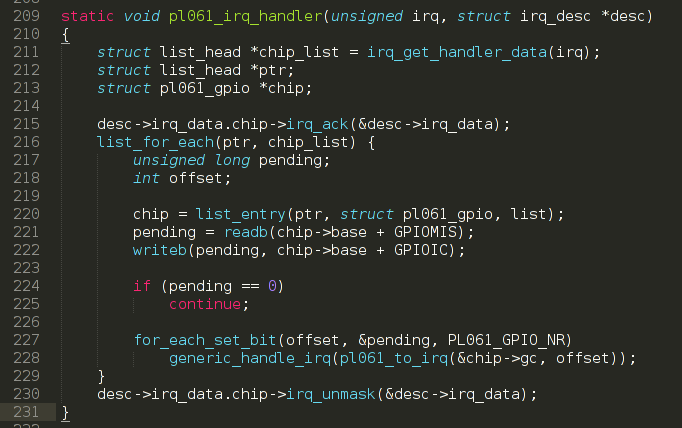 209 static void pl061_irq_handler(unsigned irq, struct irq_desc *desc)
210 {
211     struct list_head *chip_list = irq_get_handler_data(irq);
212     struct list_head *ptr;
213     struct pl061_gpio *chip;
214
215     desc->irq_data.chip->irq_ack(&desc->irq_data);
216     list_for_each(ptr, chip_list) {
217         unsigned long pending;
218         int offset;
219
220         chip = list_entry(ptr, struct pl061_gpio, list);
221         pending = readb(chip->base + GPIOMIS);
222         writeb(pending, chip->base + GPIOIC);
223
224         if (pending == 0)
225             continue;
226
227         for_each_set_bit(offset, &pending, PL061_GPIO_NR)
228             generic_handle_irq(pl061_to_irq(&chip->gc, offset));
229     }
230     desc->irq_data.chip->irq_unmask(&desc->irq_data);
231 }